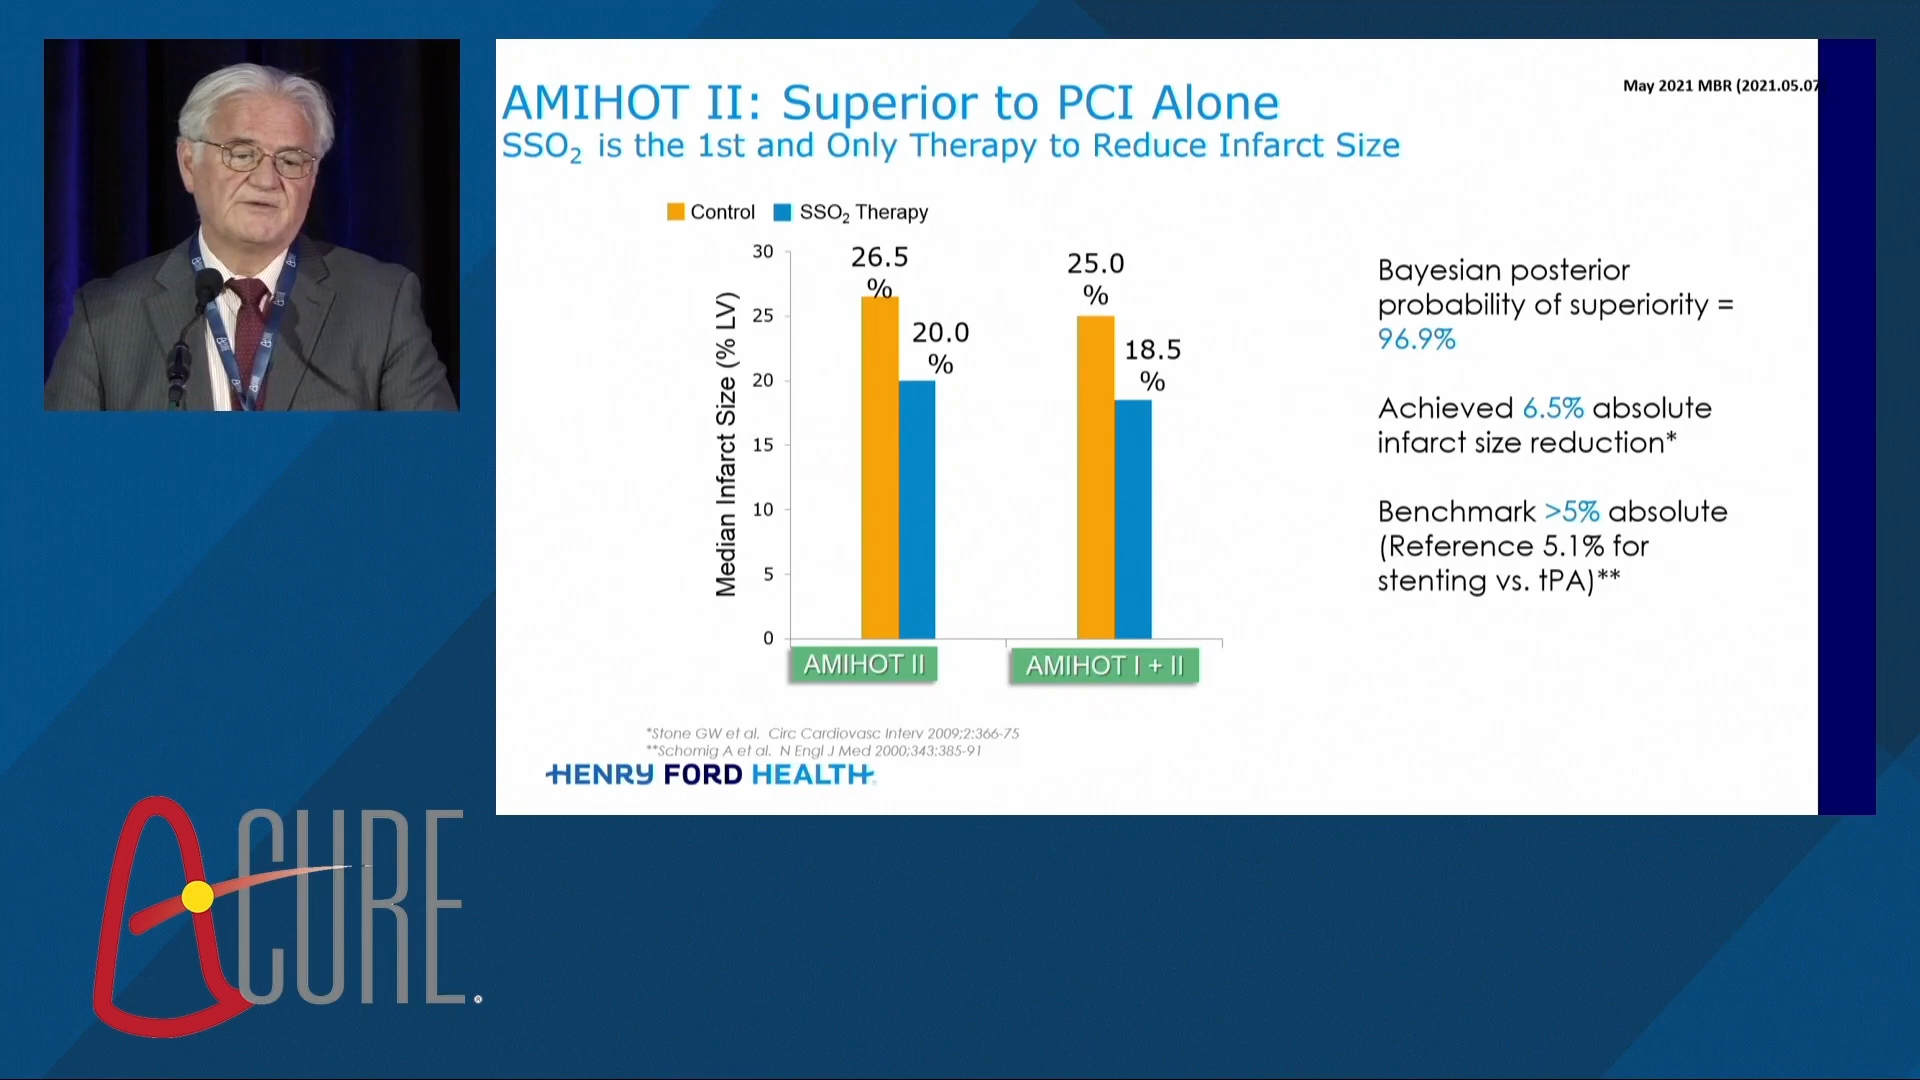 May 2021 MBR (2021.05.07
AMIHOT II: Superior to PCI Alone
SSO₂ is the 1st and Only Therapy to Reduce Infarct Size
Control
SSO₂ Therapy
Median Infarct Size (% LV)
30
25
20
15
10
5
0
26.5
%
20.0
%
25.0
%
18.5
%
AMIHOT II
AMIHOT I + II
Bayesian posterior
probability of superiority =
96.9%
Achieved 6.5% absolute
infarct size reduction*
Benchmark >5% absolute
(Reference 5.1% for
stenting vs. tPA)**
*Stone GW et al. Circ Cardiovasc Interv 2009;2:366-75
**Schomig A et al. N Engl J Med 2000;343:385-91
HENRY FORD HEALTH
A-CURE®